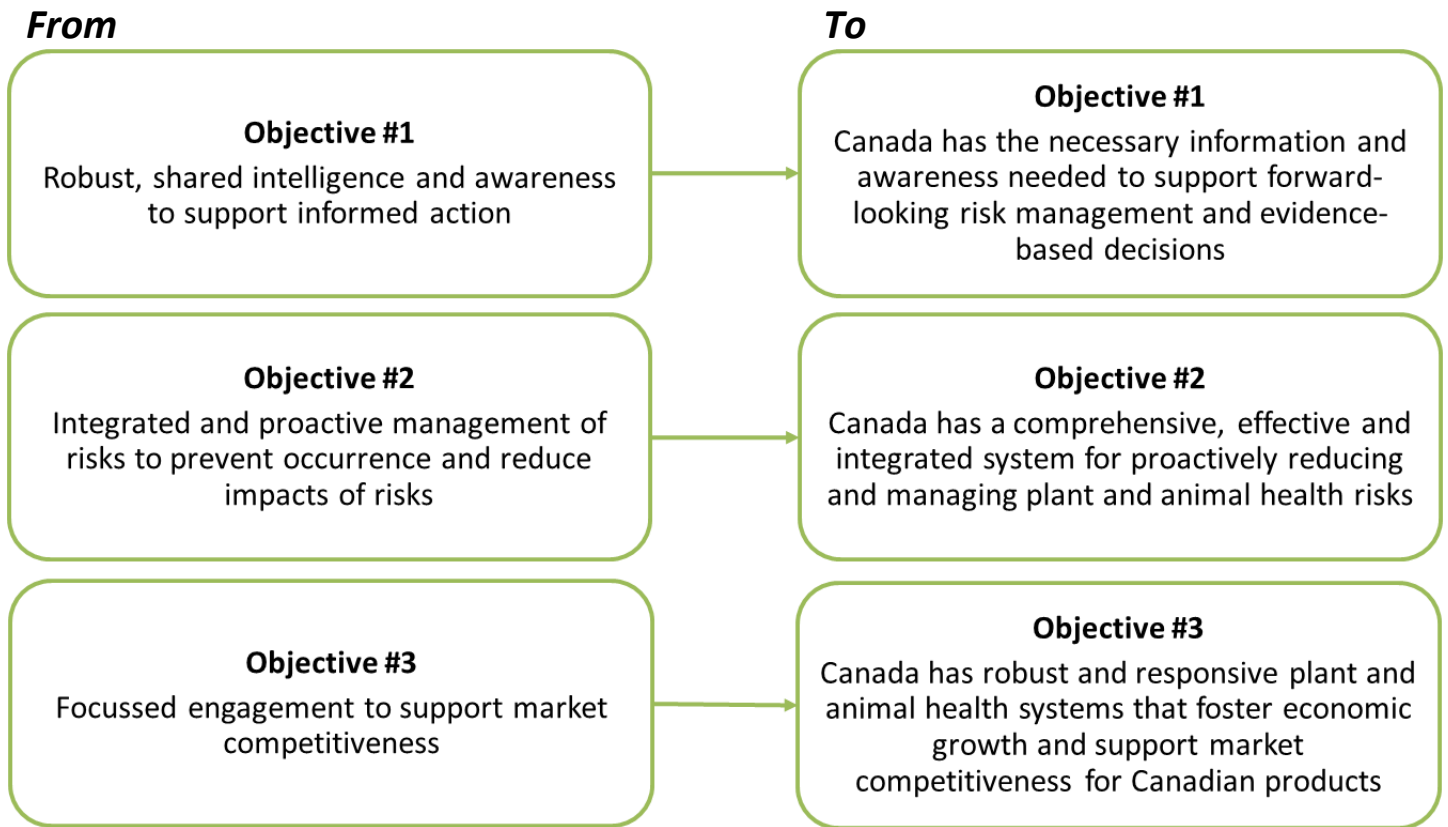 From
To
Objective #1
Robust, shared intelligence and awareness
to support informed action
Objective #1
Canada has the necessary information and
awareness needed to support forward-
looking risk management and evidence-
based decisions
Objective #2
Integrated and proactive management of
risks to prevent occurrence and reduce
impacts of risks
Objective #2
Canada has a comprehensive, effective and
integrated system for proactively reducing
and managing plant and animal health risks
Objective #3
Focussed engagement to support market
competitiveness
Objective #3
Canada has robust and responsive plant and
animal health systems that foster economic
growth and support market
competitiveness for Canadian products